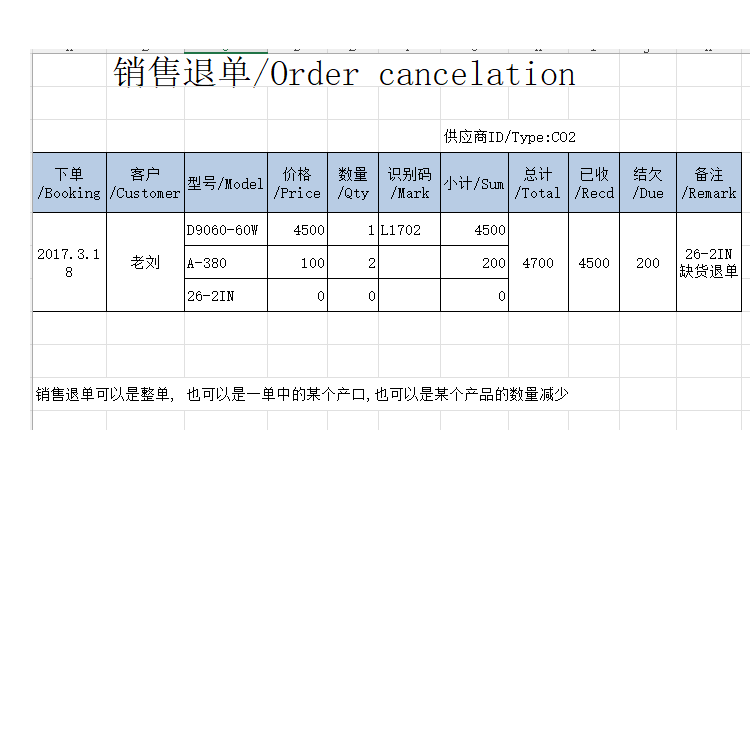 销售退单/Order cancelation
供应商ID/Type:CO2
下单/Booking 客户/Customer 型号/Model 价格/Price 数量/Qty 识别码/Mark 小计/Sum 总计/Total 已收/Recd 结欠/Due 备注/Remark
D9060-60W 4500 1 L1702 4500
2017.3.18 老刘 A-380 100 2 200 4700 4500 200 26-2IN缺货退单
26-2IN 0 0 0
销售退单可以是整单, 也可以是一单中的某个产口,也可以是某个产品的数量减少